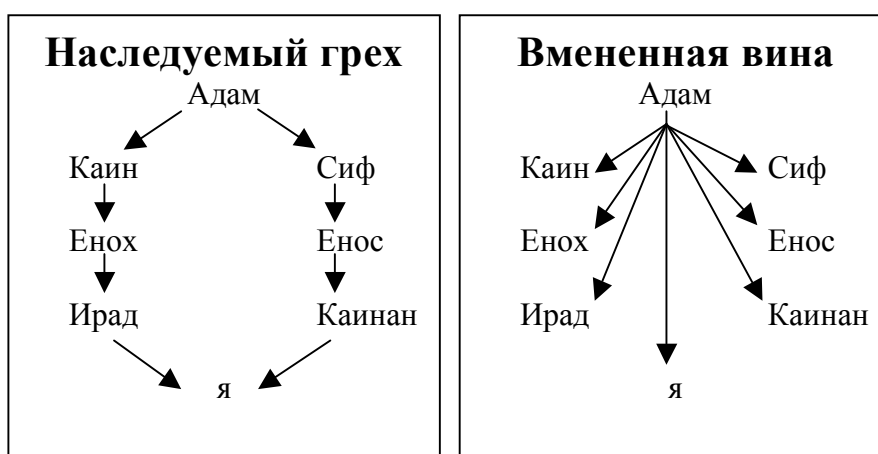 Наследуемый грех
Адам
Каин Сиф
Енох Енос
Ирад Каинан
я
Вмененная вина
Адам
Каин Сиф
Енох Енос
Ирад Каинан
я